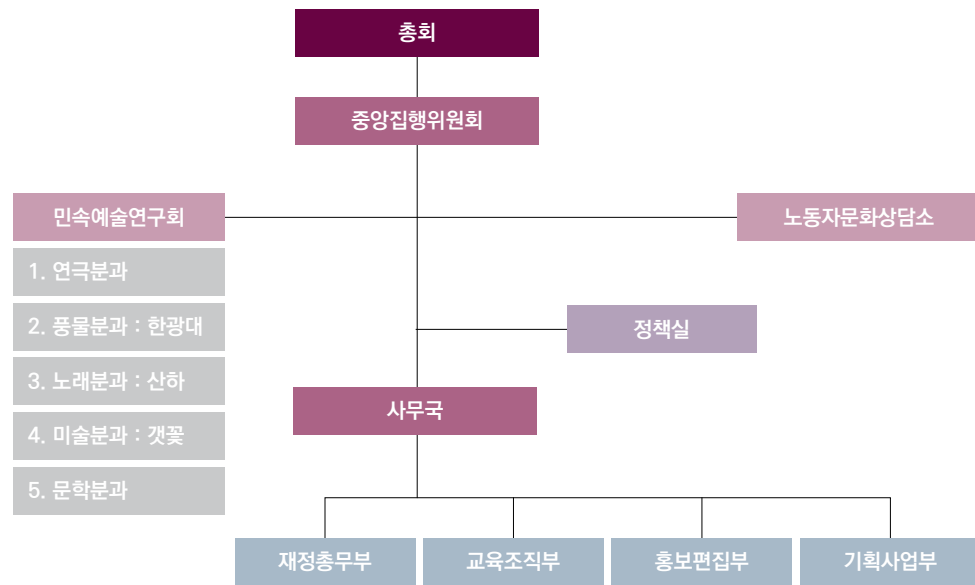 총회
중앙집행위원회
민속예술연구회
노동자문화상담소
1. 연극분과
2. 풍물분과 : 한광대
3. 노래분과 : 산하
4. 미술분과 : 갯꽃
5. 문학분과
정책실
사무국
재정총무부
교육조직부
홍보편집부
기획사업부